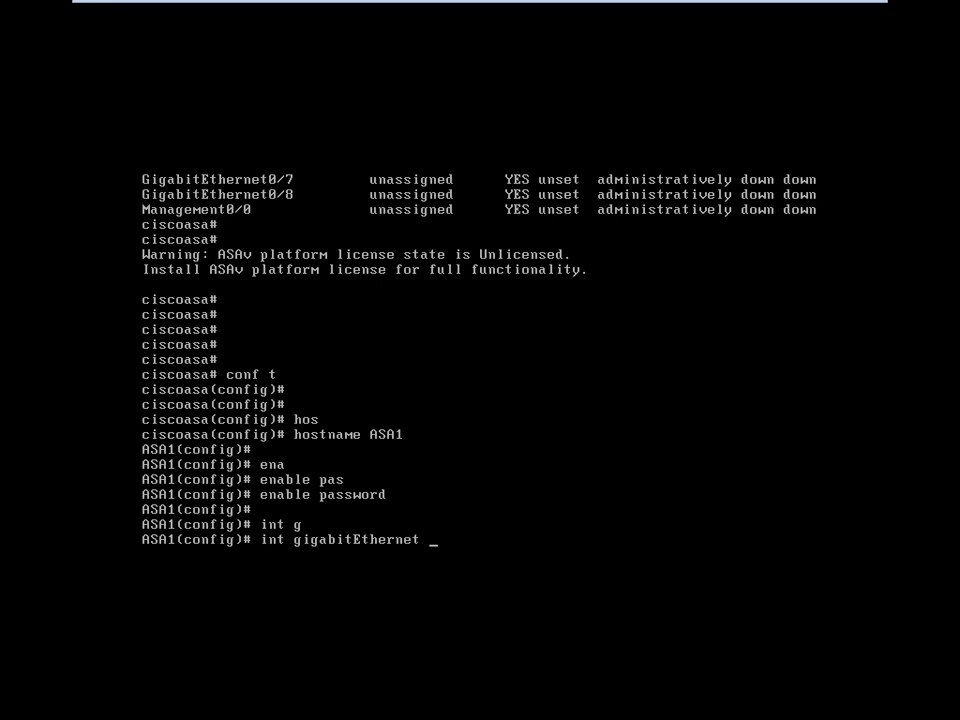 GigabitEthernet0/7 unassigned YES unset administratively down down
GigabitEthernet0/8 unassigned YES unset administratively down down
Management0/0 unassigned YES unset administratively down down
ciscoasa#
ciscoasa#
Warning: ASAv platform license state is Unlicensed.
Install ASAv platform license for full functionality.
ciscoasa#
ciscoasa#
ciscoasa#
ciscoasa#
ciscoasa#
ciscoasa# conf t
ciscoasa(config)#
ciscoasa(config)#
ciscoasa(config)# hos
ciscoasa(config)# hostname ASA1
ASA1(config)#
ASA1(config)# ena
ASA1(config)# enable pas
ASA1(config)# enable password
ASA1(config)#
ASA1(config)# int g
ASA1(config)# int gigabitEthernet _